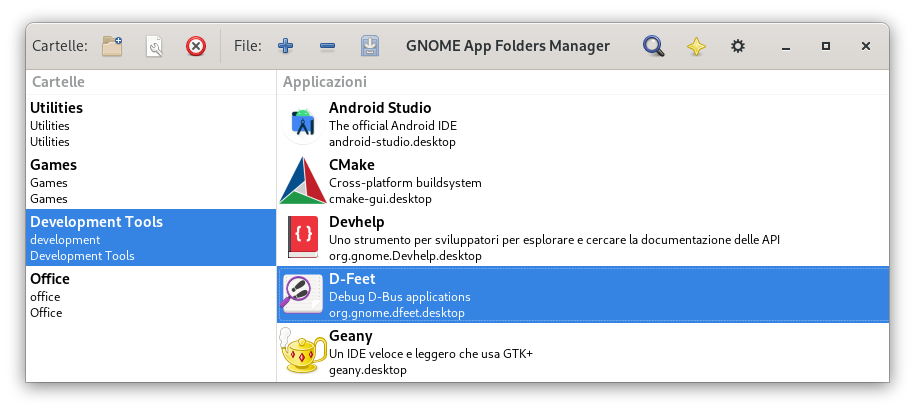 Cartelle:
File:
GNOME App Folders Manager
Cartelle
Utilities
Utilities
Utilities
Games
Games
Games
Development Tools
development
Development Tools
Office
office
Office
Applicazioni
Android Studio
The official Android IDE
android-studio.desktop
CMake
Cross-platform buildsystem
cmake-gui.desktop
Devhelp
Uno strumento per sviluppatori per esplorare e cercare la documentazione delle API
org.gnome.Devhelp.desktop
D-Feet
Debug D-Bus applications
org.gnome.dfeet.desktop
Geany
Un IDE veloce e leggero che usa GTK+
geany.desktop